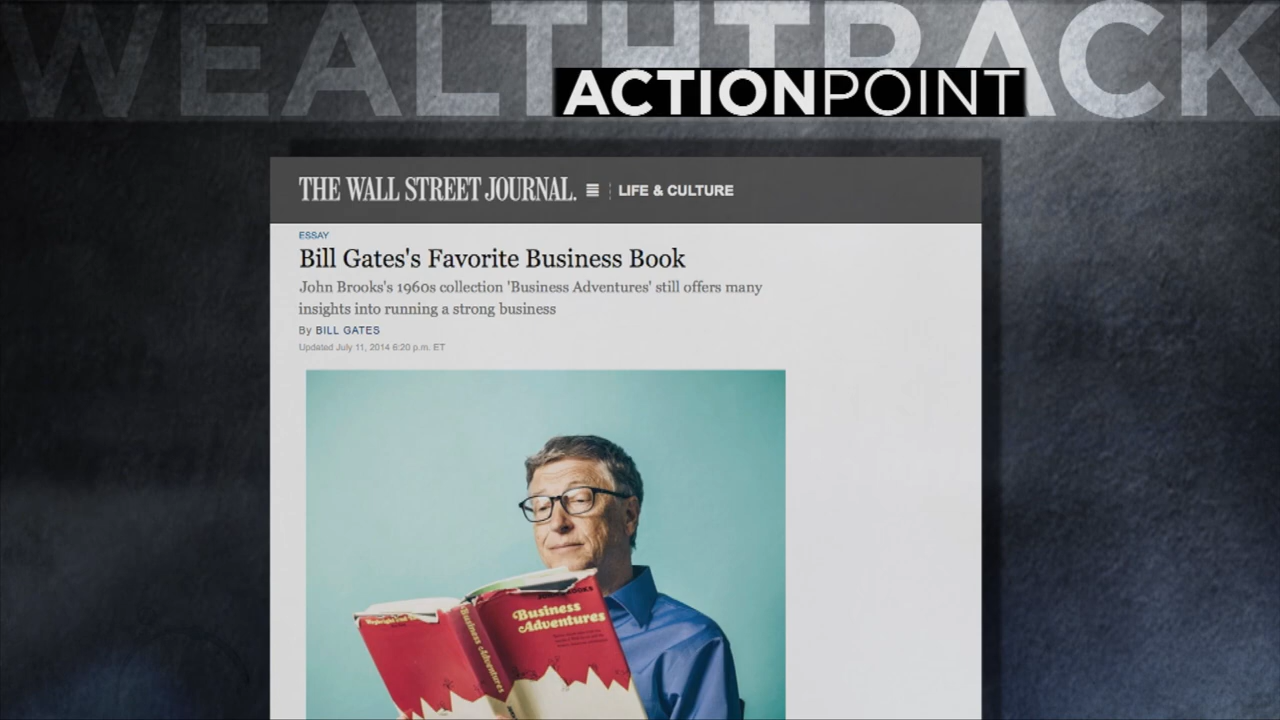 WEALTHTRACK
ACTIONPOINT
THE WALL STREET JOURNAL. LIFE & CULTURE
ESSAY
Bill Gates's Favorite Business Book
John Brooks's 1960s collection 'Business Adventures' still offers many
insights into running a strong business
By BILL GATES
Updated July 11, 2014 6:20 p.m. ET
Business
Adventures
Business Adventures